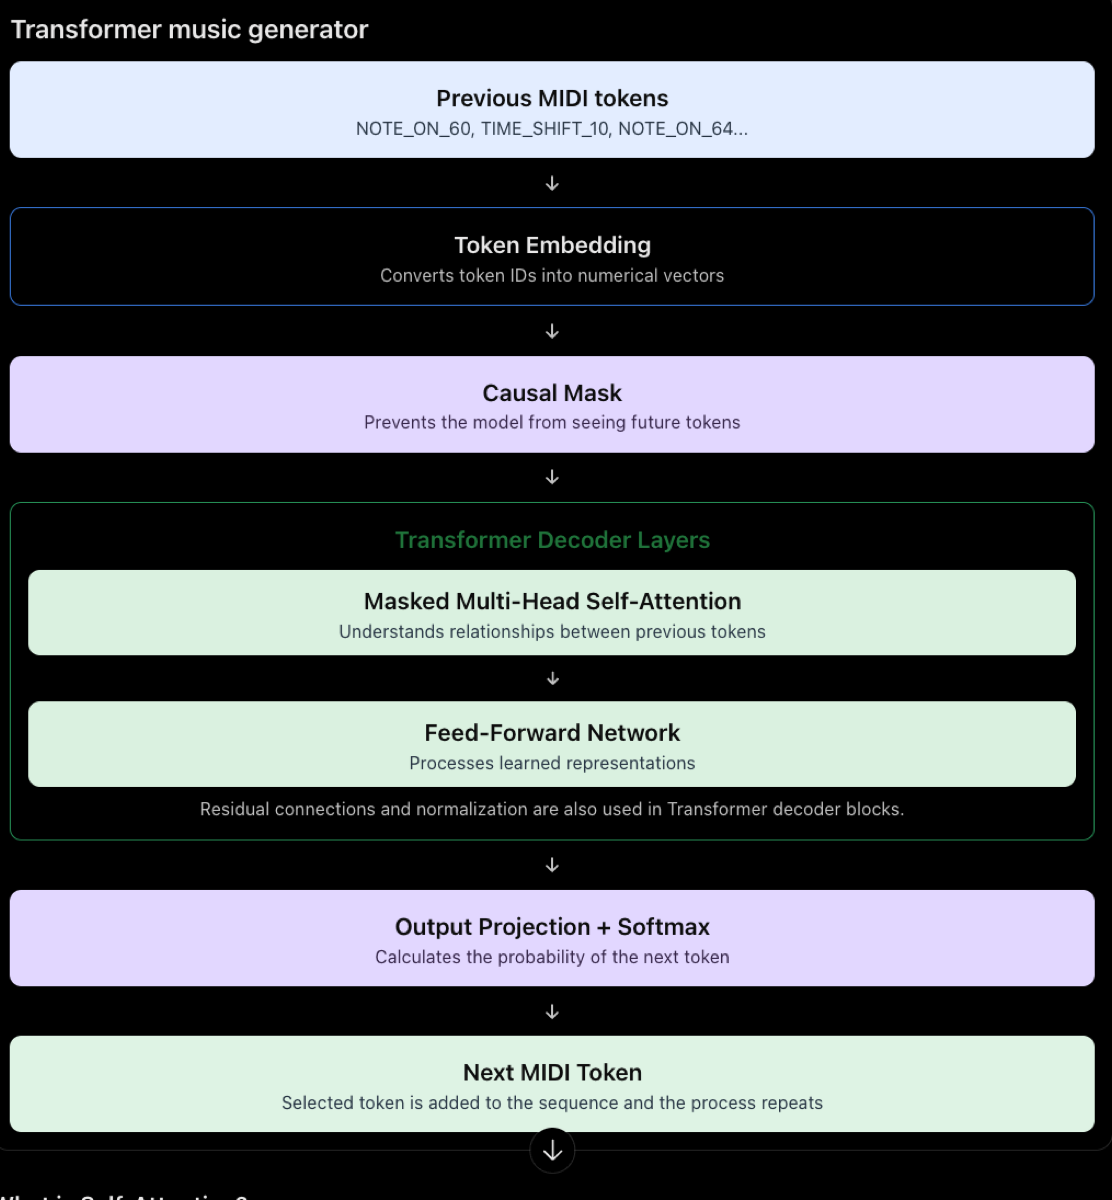 Transformer music generator
Previous MIDI tokens
NOTE_ON_60, TIME_SHIFT_10, NOTE_ON_64...
Token Embedding
Converts token IDs into numerical vectors
Causal Mask
Prevents the model from seeing future tokens
Transformer Decoder Layers
Masked Multi-Head Self-Attention
Understands relationships between previous tokens
Feed-Forward Network
Processes learned representations
Residual connections and normalization are also used in Transformer decoder blocks.
Output Projection + Softmax
Calculates the probability of the next token
Next MIDI Token
Selected token is added to the sequence and the process repeats